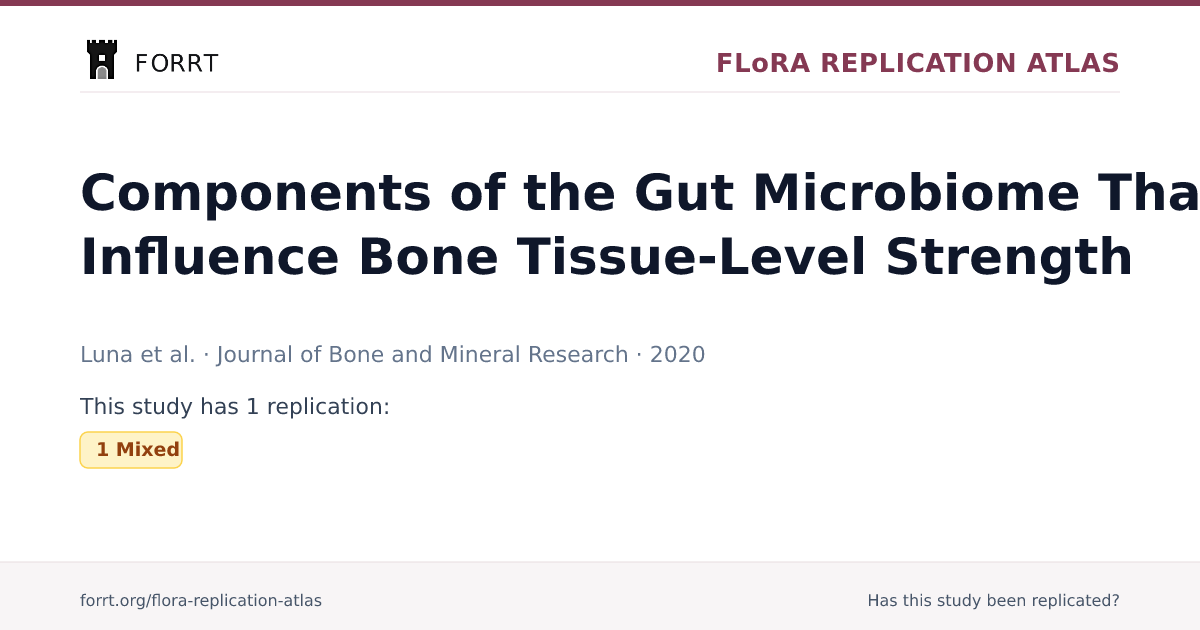 FORRT
FLoRA REPLICATION ATLAS
Components of the Gut Microbiome Tha
Influence Bone Tissue-Level Strength
Luna et al. · Journal of Bone and Mineral Research · 2020
This study has 1 replication:
1 Mixed
forrt.org/flora-replication-atlas
Has this study been replicated?